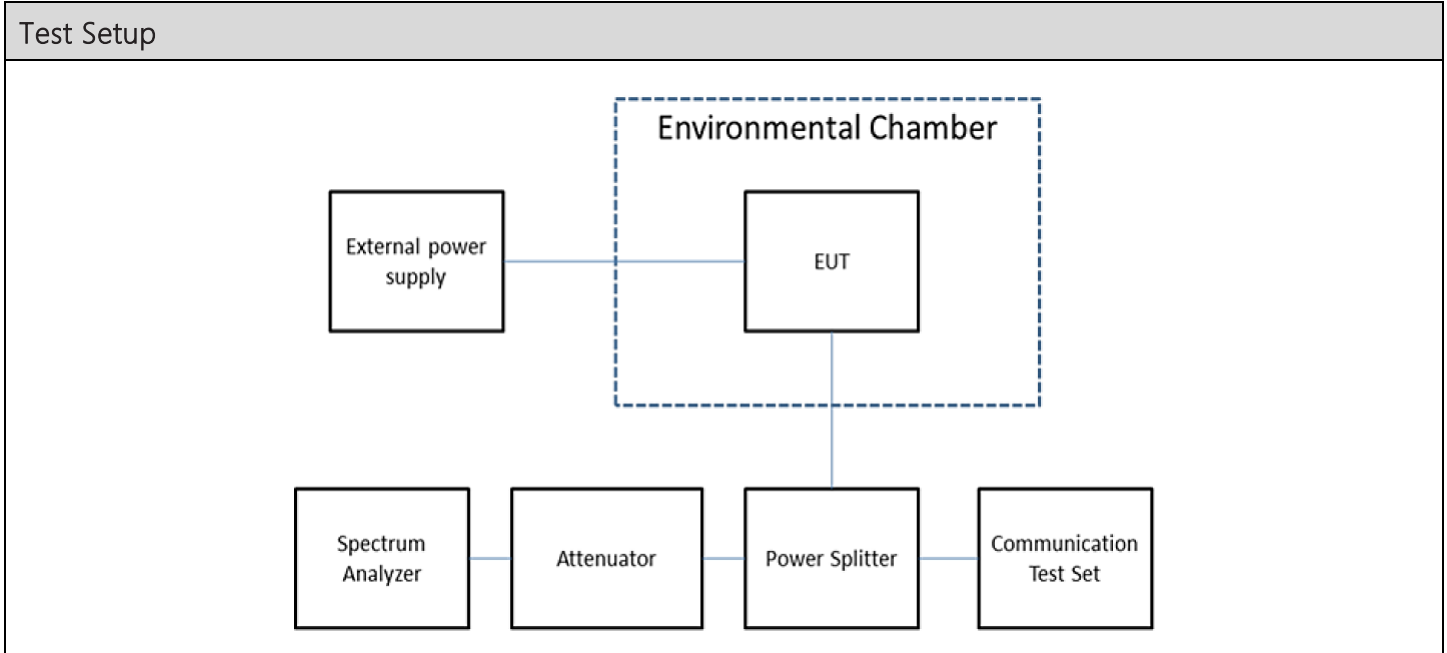 Test Setup
Environmental Chamber
External power
supply
EUT
Spectrum
Analyzer
Attenuator
Power Splitter
Communication
Test Set